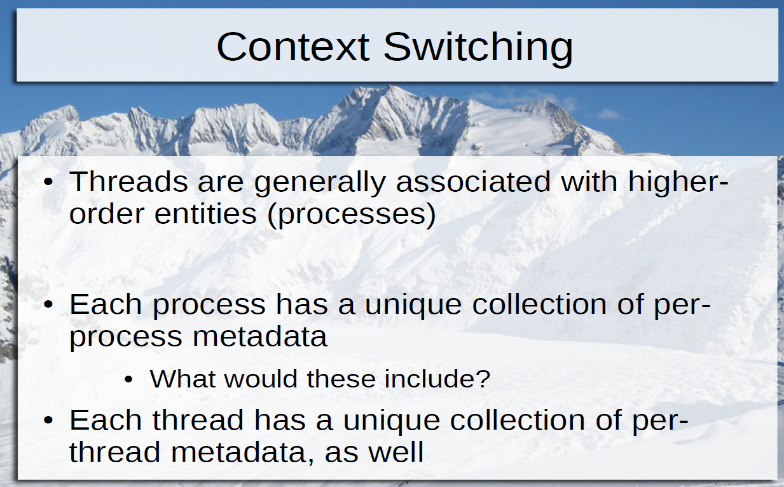 Context Switching
• Threads are generally associated with higher-
order entities (processes)
• Each process has a unique collection of per-
process metadata
• What would these include?
• Each thread has a unique collection of per-
thread metadata, as well